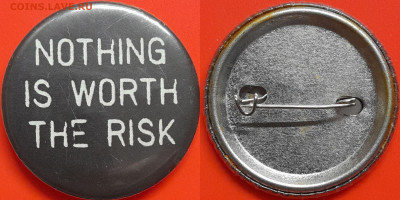 COINS.LAVE.RU
NOTHING
IS WORTH
THE RISK